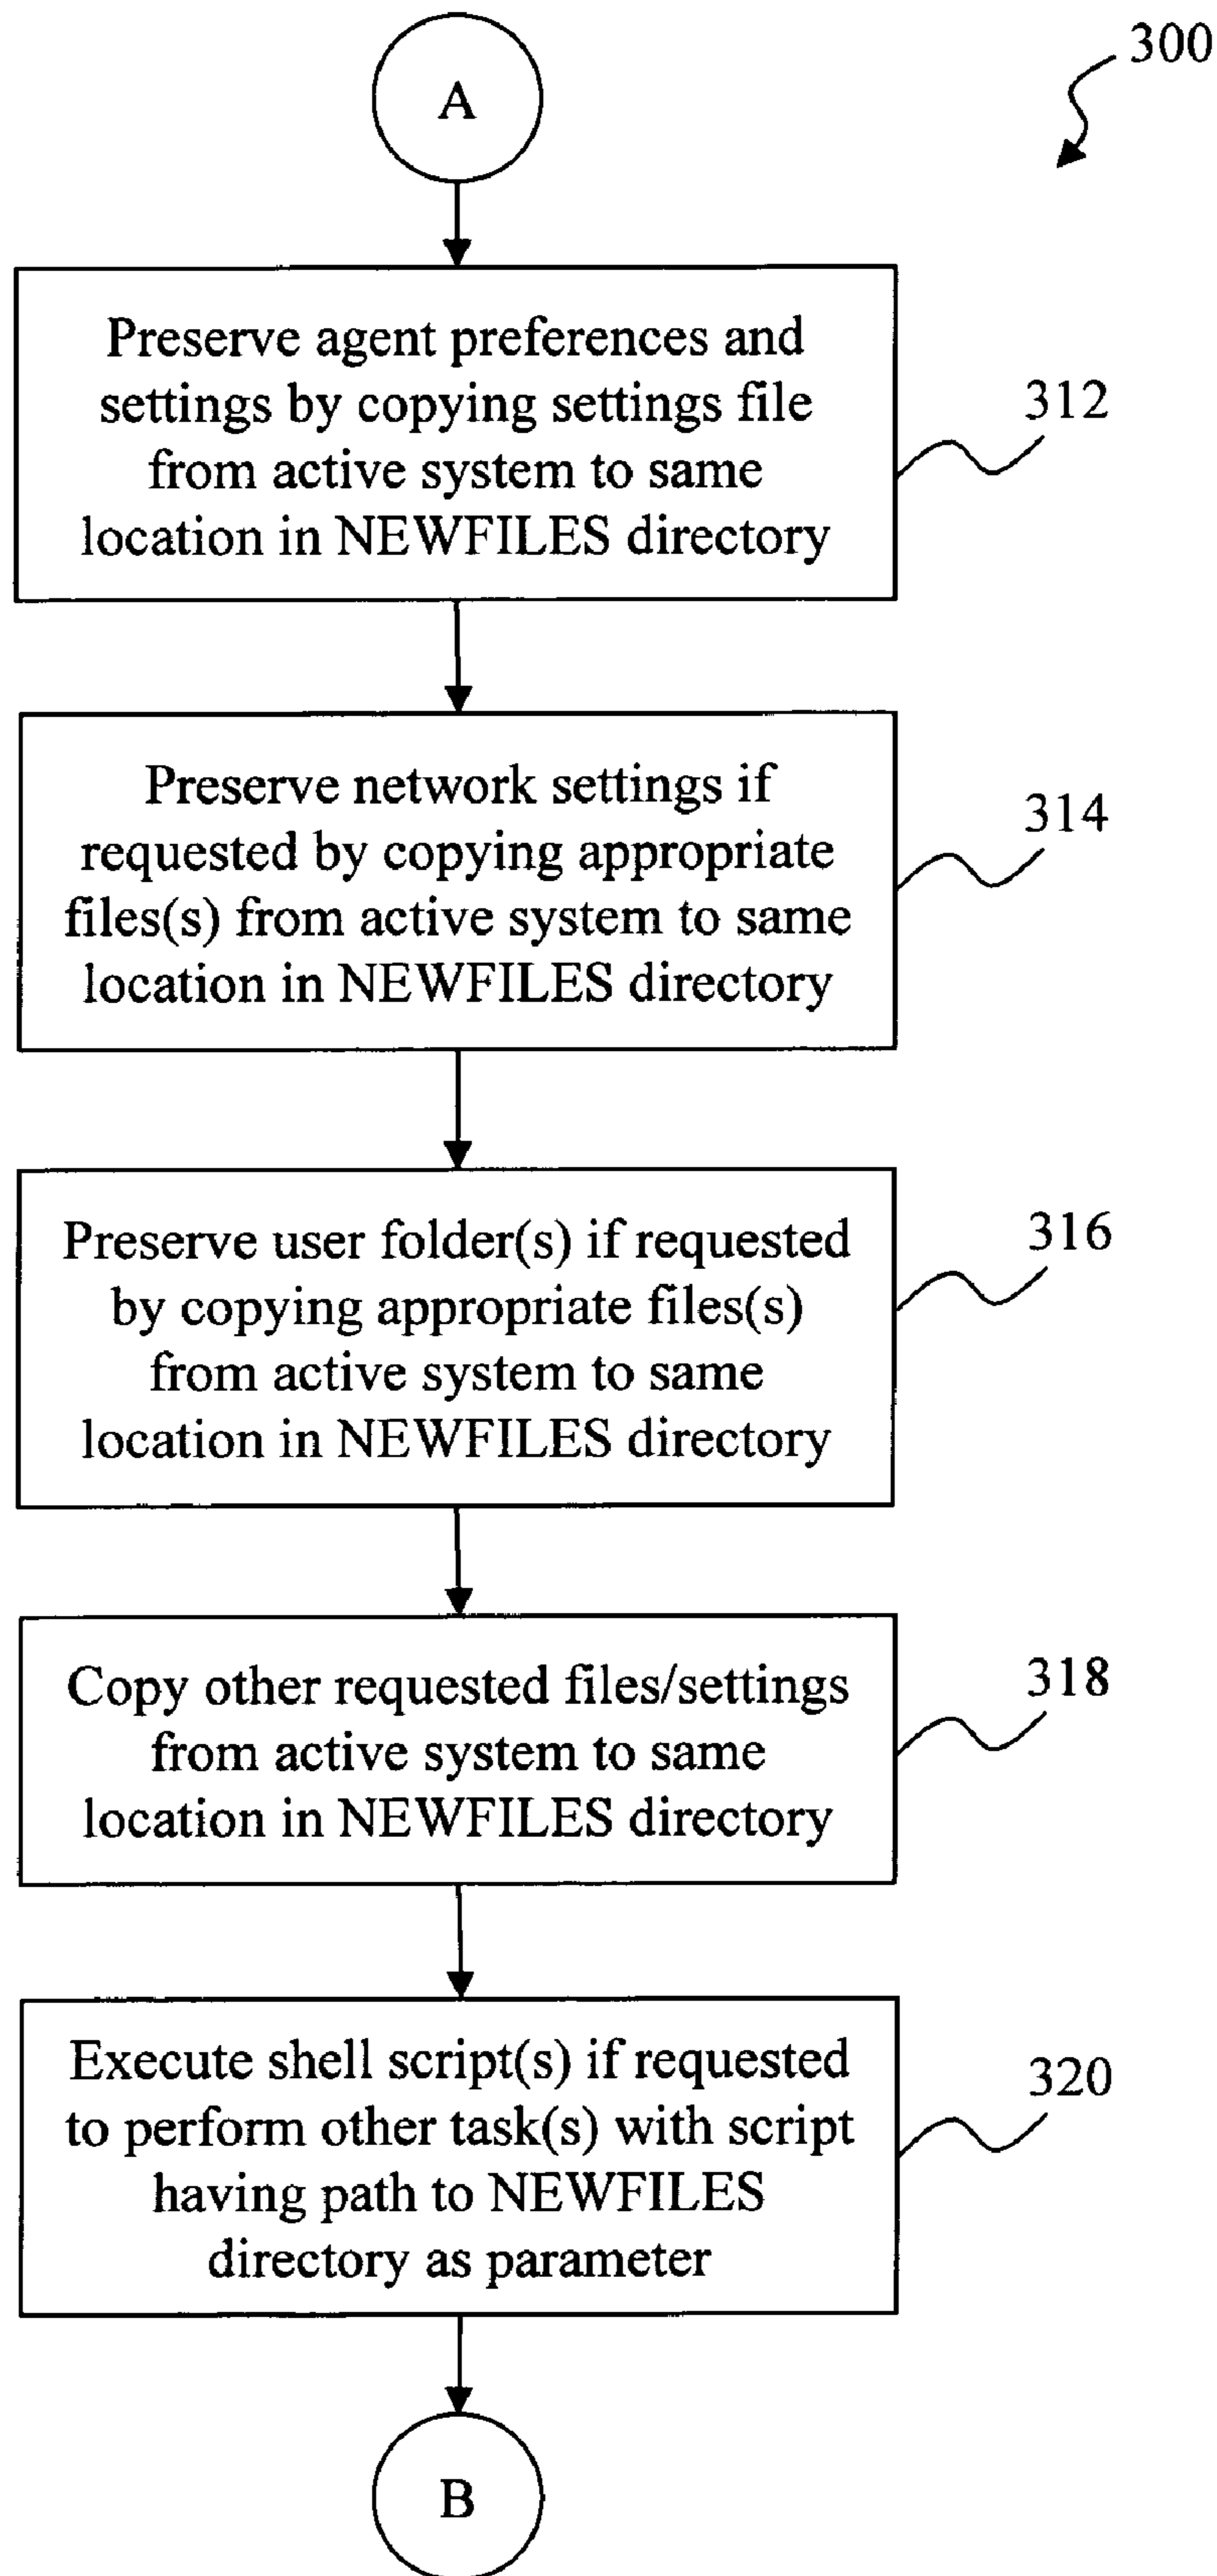 A
300
Preserve agent preferences and
settings by copying settings file
from active system to same
location in NEWFILES directory
312
Preserve network settings if
requested by copying appropriate
files(s) from active system to same
location in NEWFILES directory
314
Preserve user folder(s) if requested
by copying appropriate files(s)
from active system to same
location in NEWFILES directory
316
Copy other requested files/settings
from active system to same
location in NEWFILES directory
318
Execute shell script(s) if requested
to perform other task(s) with script
having path to NEWFILES
directory as parameter
320
B